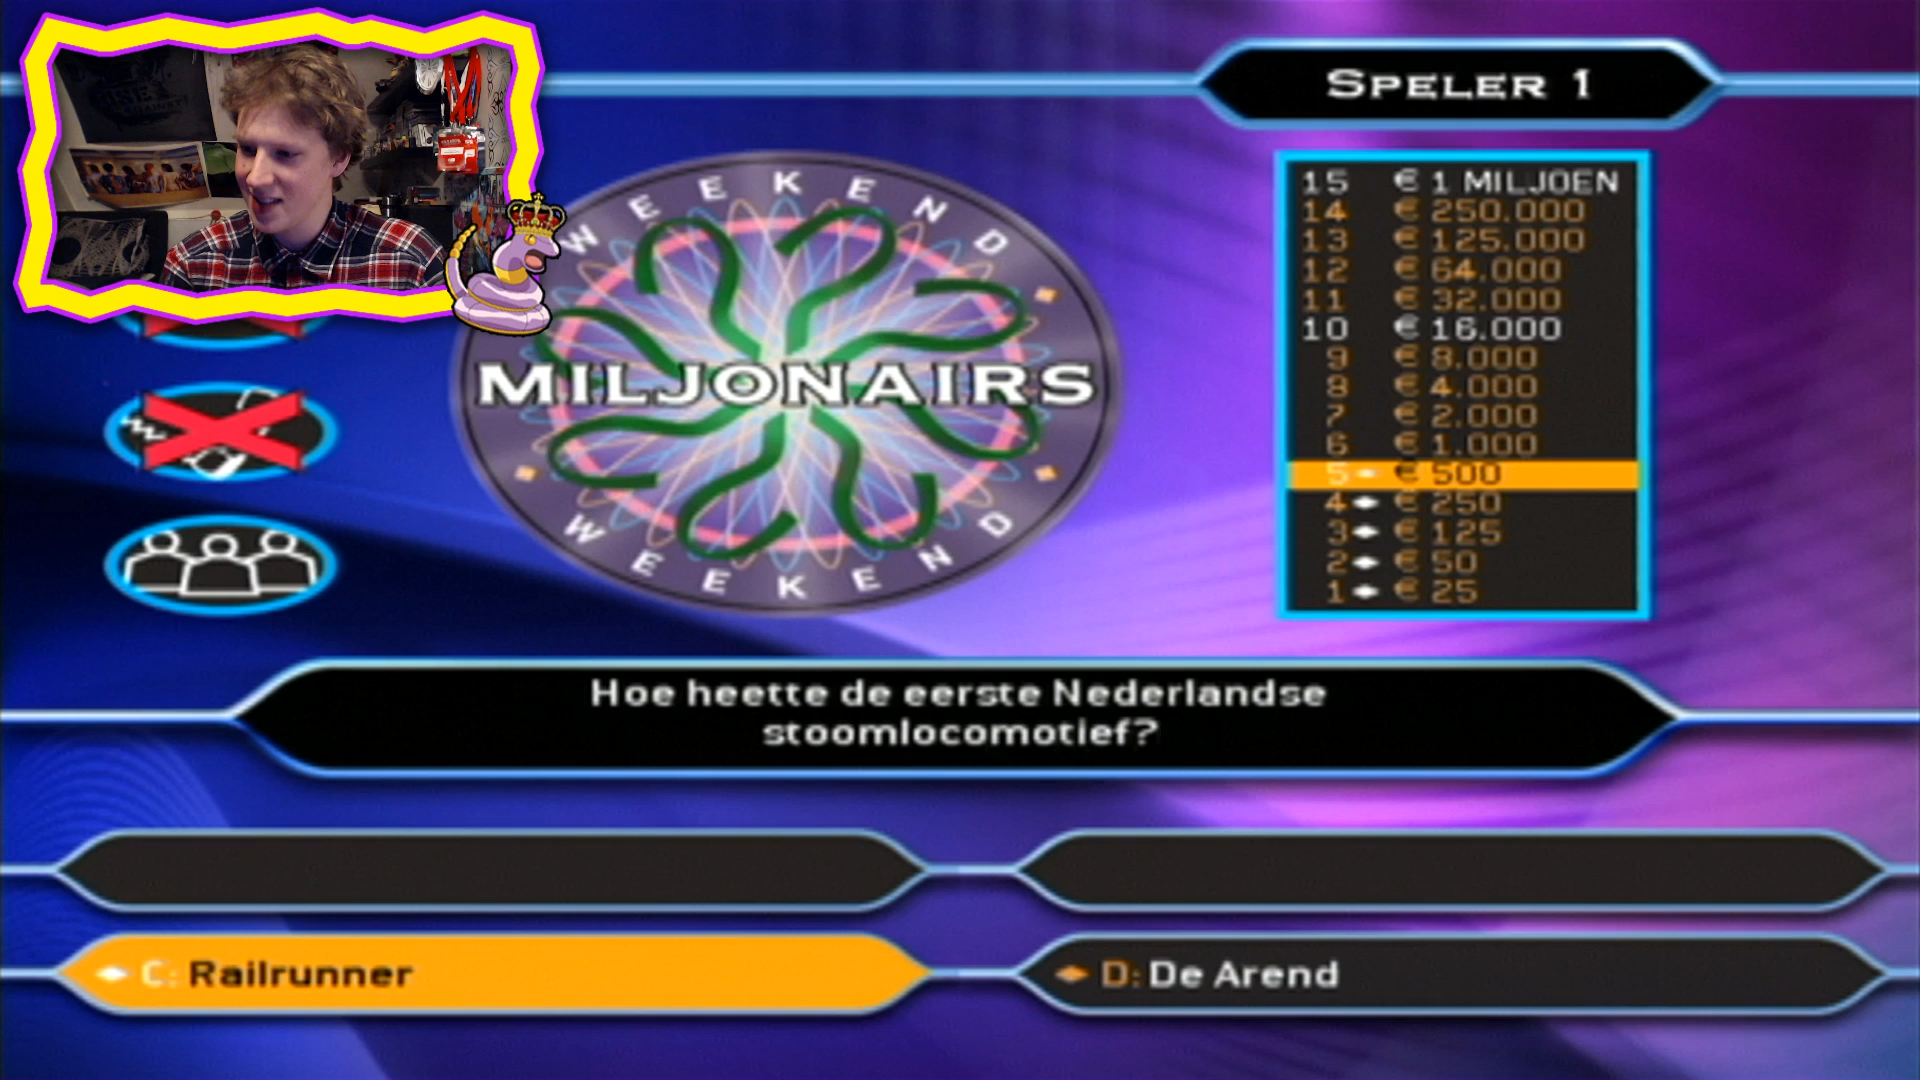 SPELER 1
WEEKEND
MILJONAIRS
WEEKEND
15 € 1 MILJOEN
14 € 250.000
13 € 125.000
12 € 64.000
11 € 32.000
10 € 16.000
9 € 8.000
8 € 4.000
7 € 2.000
6 € 1.000
5 € 500
4 € 250
3 € 125
2 € 50
1 € 25
Hoe heette de eerste Nederlandse
stoomlocomotief?
C: Railrunner
D: De Arend